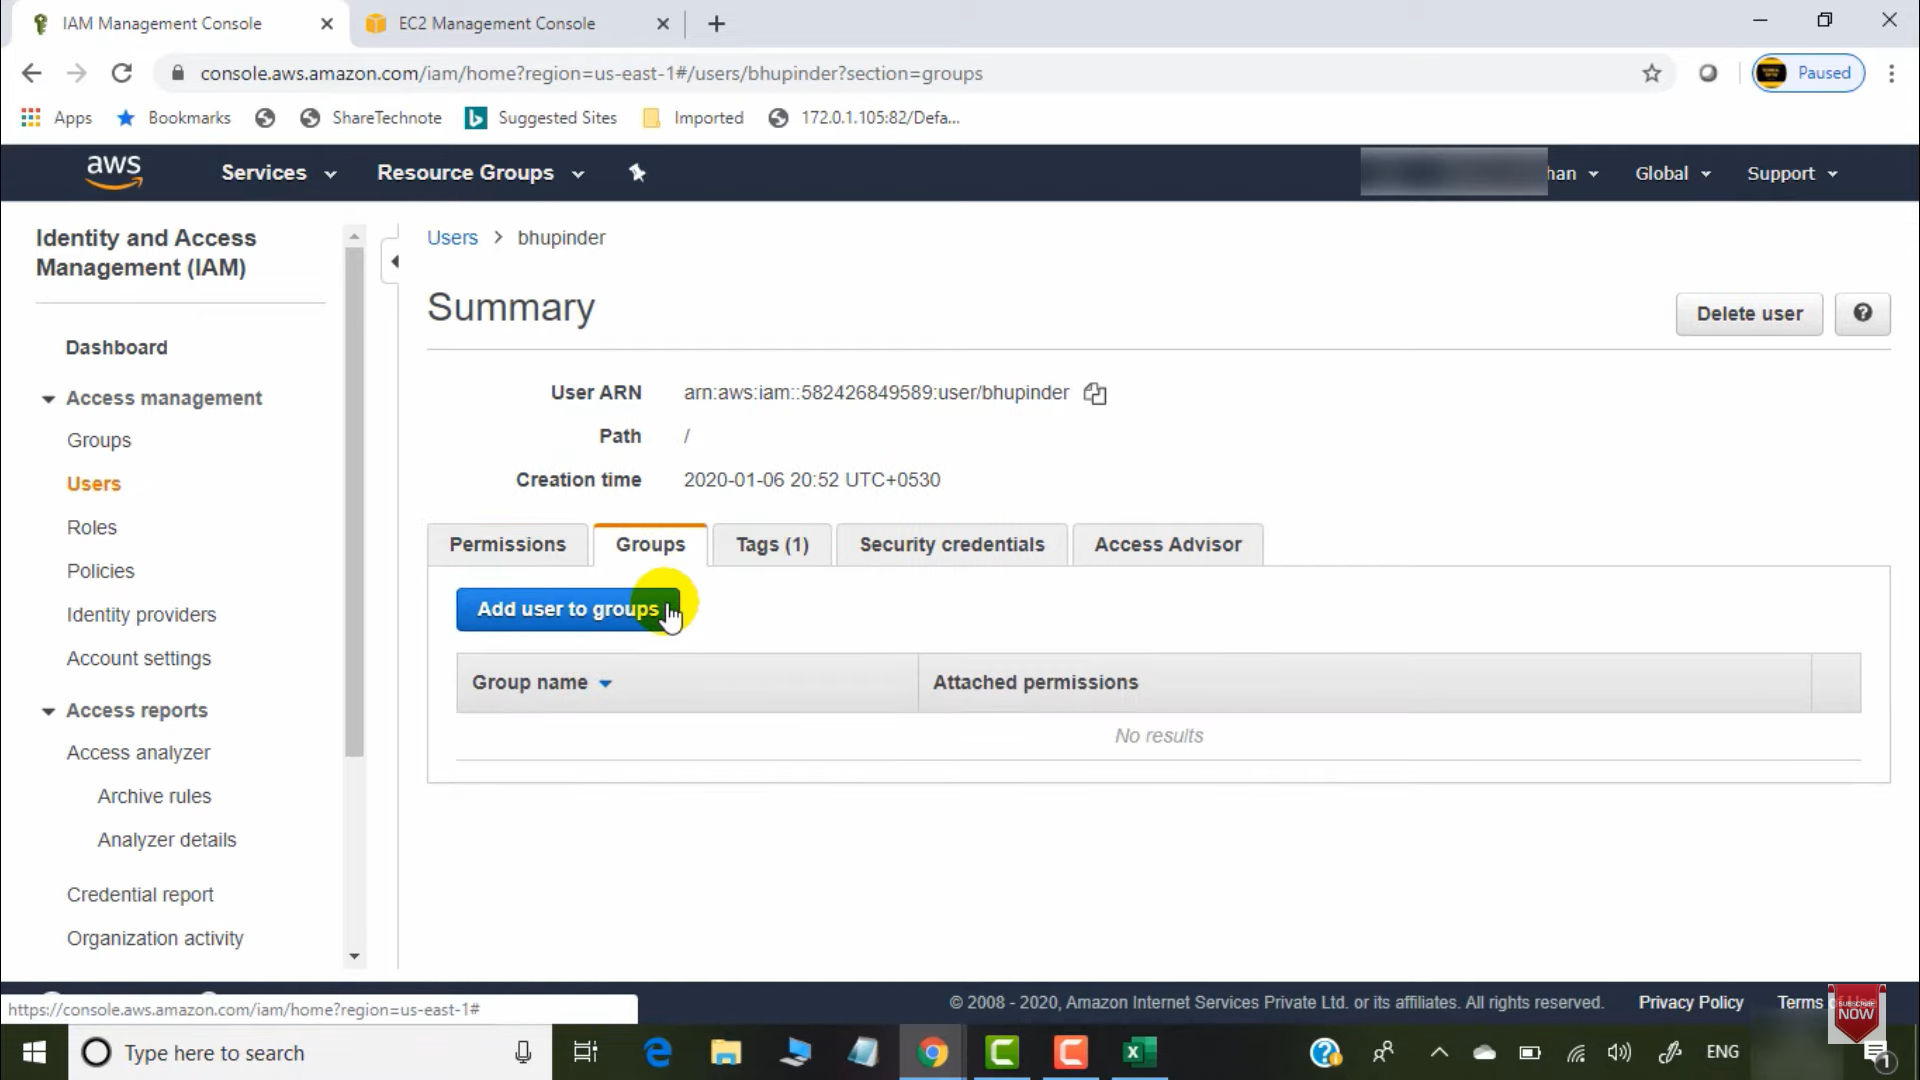 IAM Management Console
EC2 Management Console
console.aws.amazon.com/iam/home?region=us-east-1#/users/bhupinder?section=groups
Paused
Apps
Bookmarks
ShareTechnote
Suggested Sites
Imported
172.0.1.105:82/Defa...
aws
Services
Resource Groups
han
Global
Support
Identity and Access
Management (IAM)
Dashboard
Access management
Groups
Users
Roles
Policies
Identity providers
Account settings
Access reports
Access analyzer
Archive rules
Analyzer details
Credential report
Organization activity
Users > bhupinder
Summary
Delete user
User ARN arn:aws:iam::582426849589:user/bhupinder
Path /
Creation time 2020-01-06 20:52 UTC+0530
Permissions
Groups
Tags (1)
Security credentials
Access Advisor
Add user to groups
Group name
Attached permissions
No results
https://console.aws.amazon.com/iam/home?region=us-east-1#
© 2008 - 2020, Amazon Internet Services Private Ltd. or its affiliates. All rights reserved.
Privacy Policy
Terms
SUBSCRIBE
NOW
Type here to search
ENG
1